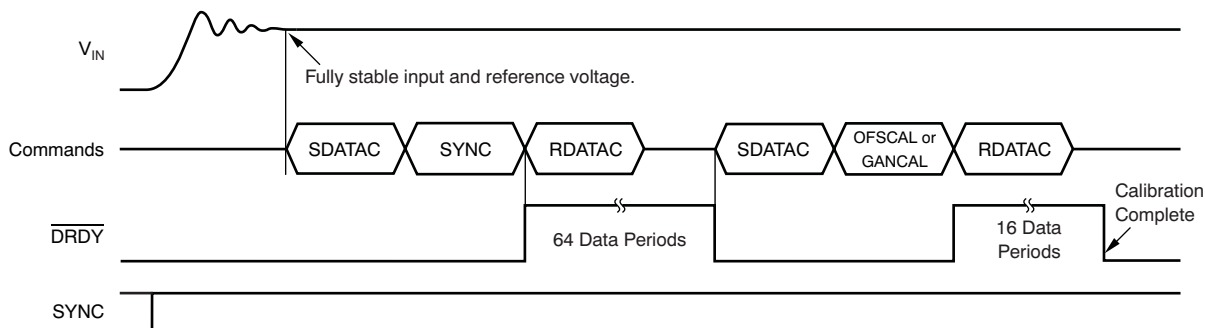 V_IN
Fully stable input and reference voltage.
Commands
SDATAC
SYNC
RDATAC
SDATAC
OFSCAL or
GANCAL
RDATAC
DRDY
64 Data Periods
16 Data
Periods
Calibration
Complete
SYNC